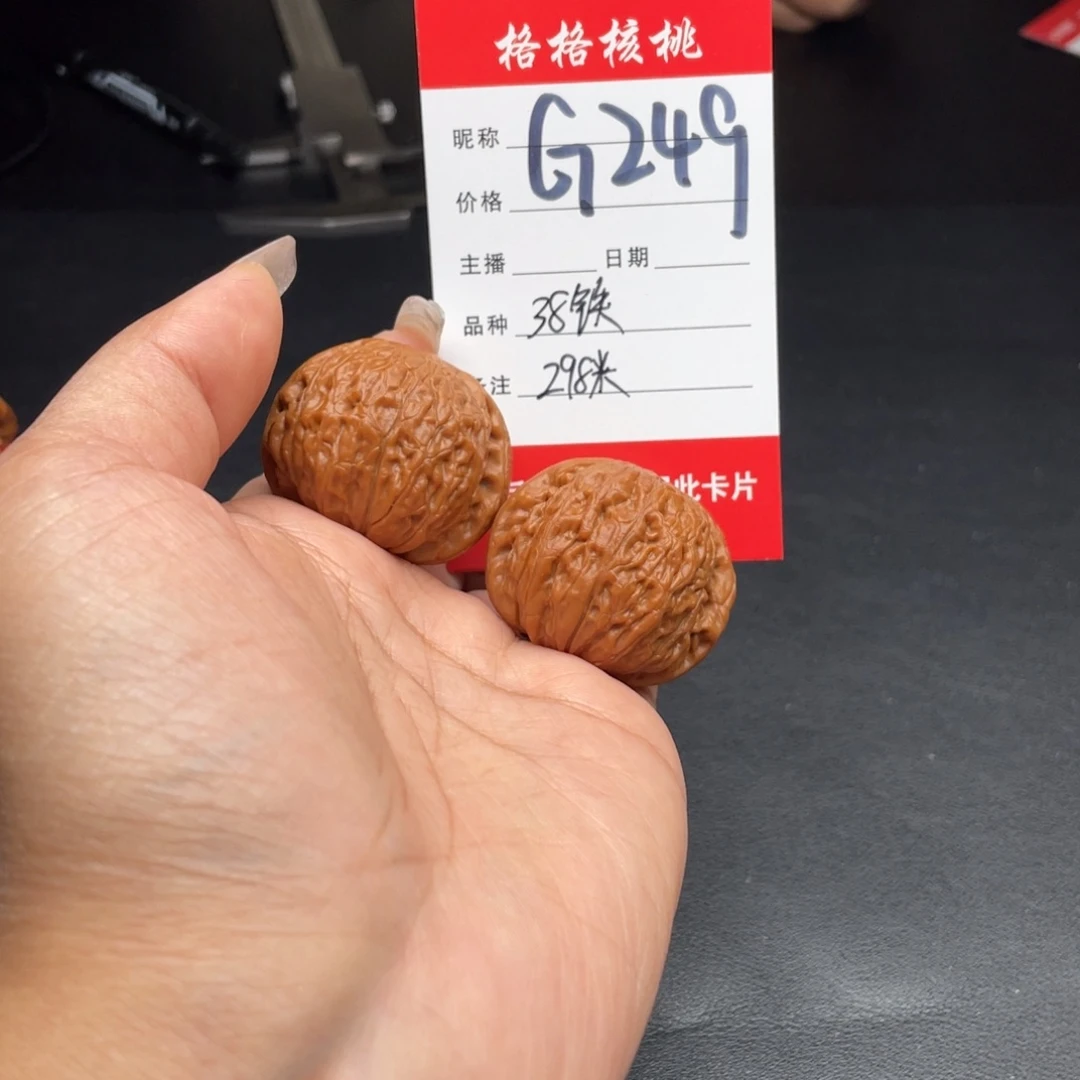 格格核桃
昵称 G249
价格
主播 日期
品种 38铁
注 298米
此卡片